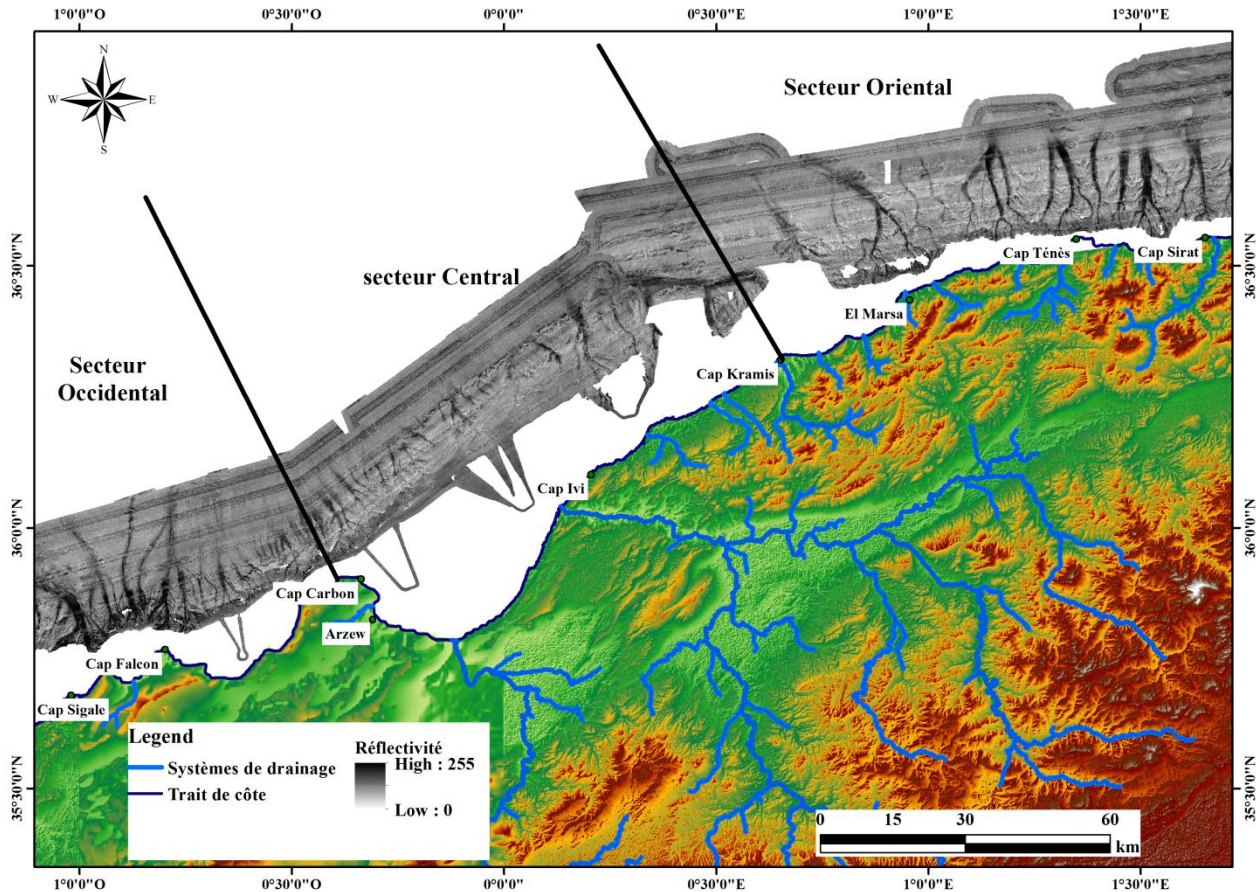 1°0'0"
0°30'0"
0°0'0"
0°30'0"E
1°0'0"E
1°30'0"E
N
W
E
S
Secteur Oriental
secteur Central
Secteur
Occidental
36°30'0"N
36°30'0"N
Cap Ténès
Cap Sirat
El Marsa
Cap Kramis
Cap Ivi
36°0'0"N
36°0'0"N
Cap Carbon
Arzew
Cap Falcon
Cap Sigale
Legend
Systèmes de drainage
Trait de côte
Réflectivité
High : 255
Low : 0
35°30'0"N
35°30'0"N
0 15 30 60
km
1°0'0"
0°30'0"
0°0'0"
0°30'0"E
1°0'0"E
1°30'0"E